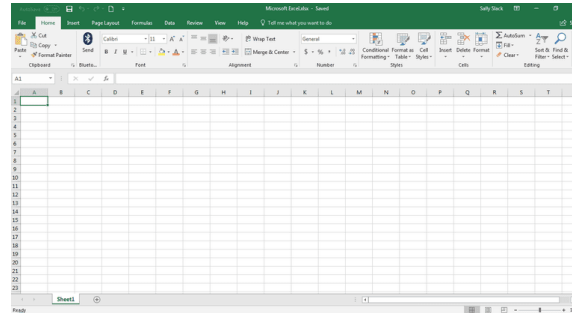 AutoSave Microsoft Excel.xlsx - Saved Sally Slack
File Home Insert Page Layout Formulas Data Review View Help Tell me what you want to do
Cut
Copy
Format Painter
Paste
Clipboard
Send
Calibri 11
B I U
Font
Wrap Text
Merge & Center
Alignment
General
$ % ,
Number
Conditional Formatting
Format as Table
Cell Styles
Styles
Insert Delete Format
Cells
AutoSum
Fill
Clear
Sort & Filter
Find & Select
Editing
A1 fx
A B C D E F G H I J K L M N O P Q R S T
1
2
3
4
5
6
7
8
9
10
11
12
13
14
15
16
17
18
19
20
21
22
23
Sheet1
Ready